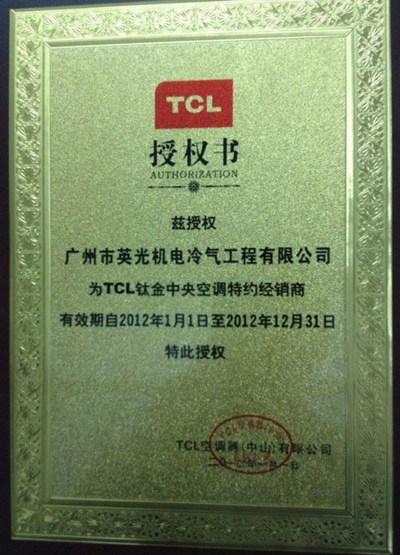 TCL
授权书
AUTHORIZATION
兹授权
广州市英光机电冷气工程有限公司
为TCL钛金中央空调特约经销商
有效期自2012年1月1日至2012年12月31日
特此授权
TCL空调器(中山)有限公司